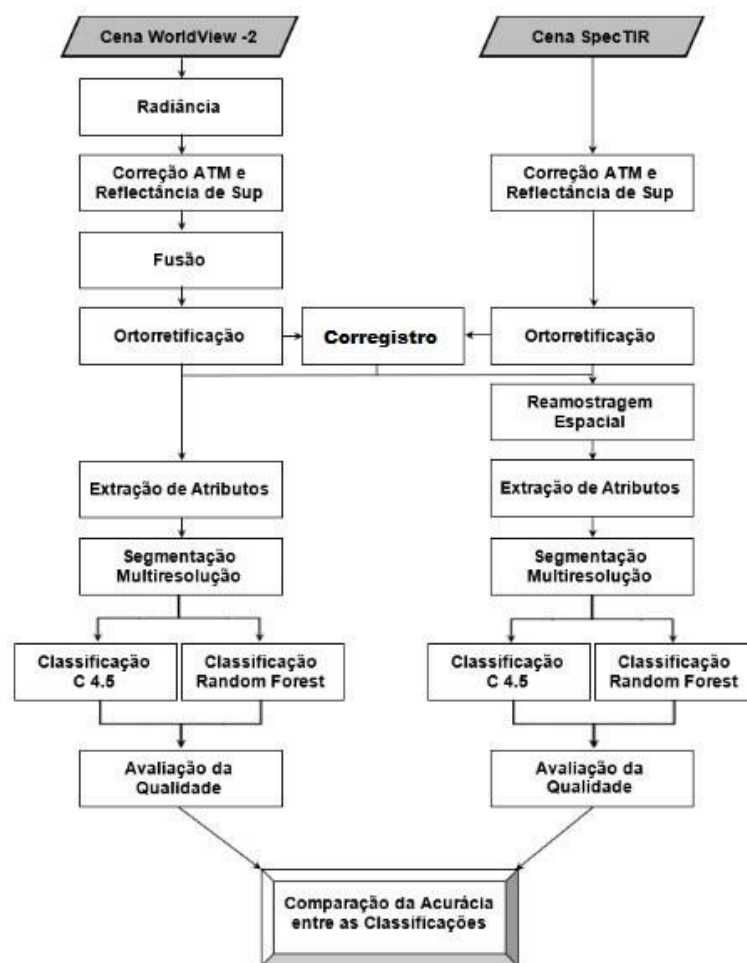 Cena WorldView -2
Cena SpecTIR
Radiância
Correção ATM e
Reflectância de Sup
Correção ATM e
Reflectância de Sup
Fusão
Ortorretificação
Corregistro
Ortorretificação
Reamostragem
Espacial
Extração de Atributos
Extração de Atributos
Segmentação
Multiresolução
Segmentação
Multiresolução
Classificação
C 4.5
Classificação
Random Forest
Classificação
C 4.5
Classificação
Random Forest
Avaliação da
Qualidade
Avaliação da
Qualidade
Comparação da Acurácia
entre as Classificações